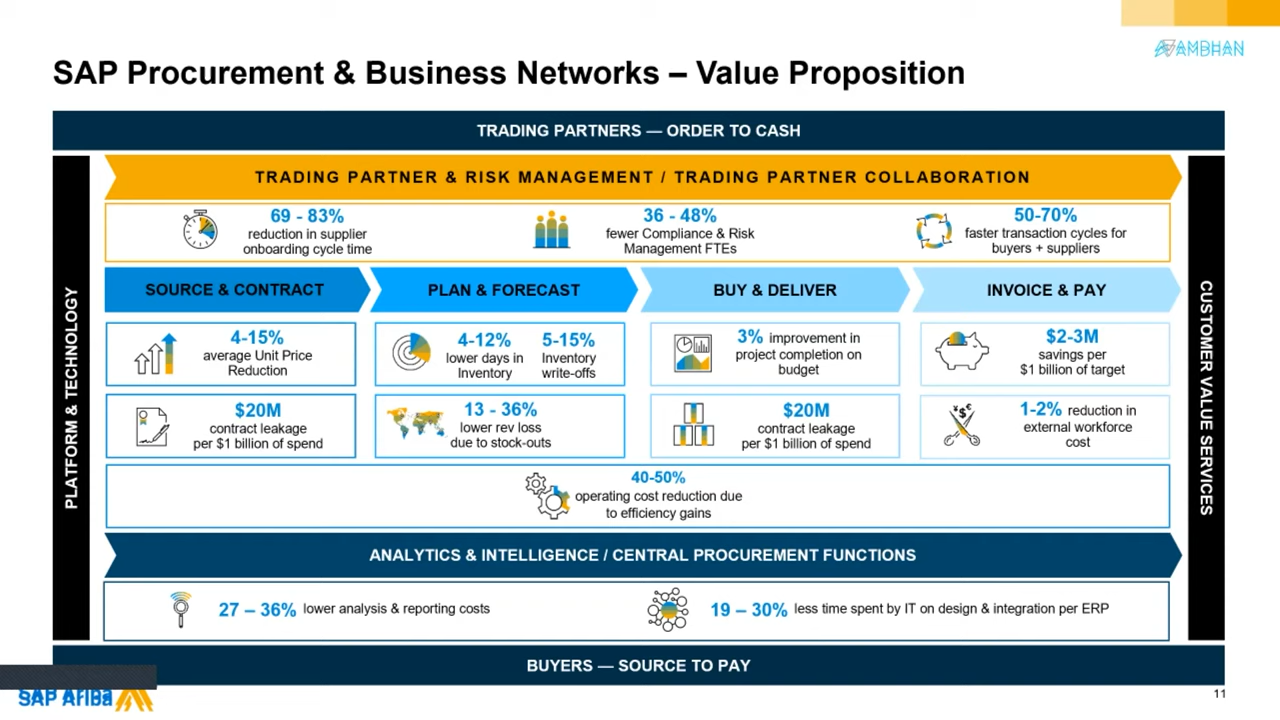 AMDHAN
SAP Procurement & Business Networks – Value Proposition
TRADING PARTNERS — ORDER TO CASH
PLATFORM & TECHNOLOGY
TRADING PARTNER & RISK MANAGEMENT / TRADING PARTNER COLLABORATION
69 - 83%
reduction in supplier
onboarding cycle time
36 - 48%
fewer Compliance & Risk
Management FTEs
50-70%
faster transaction cycles for
buyers + suppliers
SOURCE & CONTRACT
PLAN & FORECAST
BUY & DELIVER
INVOICE & PAY
4-15%
average Unit Price
Reduction
4-12%
lower days in
Inventory
5-15%
Inventory
write-offs
3% improvement in
project completion on
budget
$2-3M
savings per
$1 billion of target
$20M
contract leakage
per $1 billion of spend
13 - 36%
lower rev loss
due to stock-outs
$20M
contract leakage
per $1 billion of spend
¥$€
1-2% reduction in
external workforce
cost
40-50%
operating cost reduction due
to efficiency gains
ANALYTICS & INTELLIGENCE / CENTRAL PROCUREMENT FUNCTIONS
27 – 36% lower analysis & reporting costs
19 – 30% less time spent by IT on design & integration per ERP
CUSTOMER VALUE SERVICES
BUYERS — SOURCE TO PAY
SAP Ariba
11